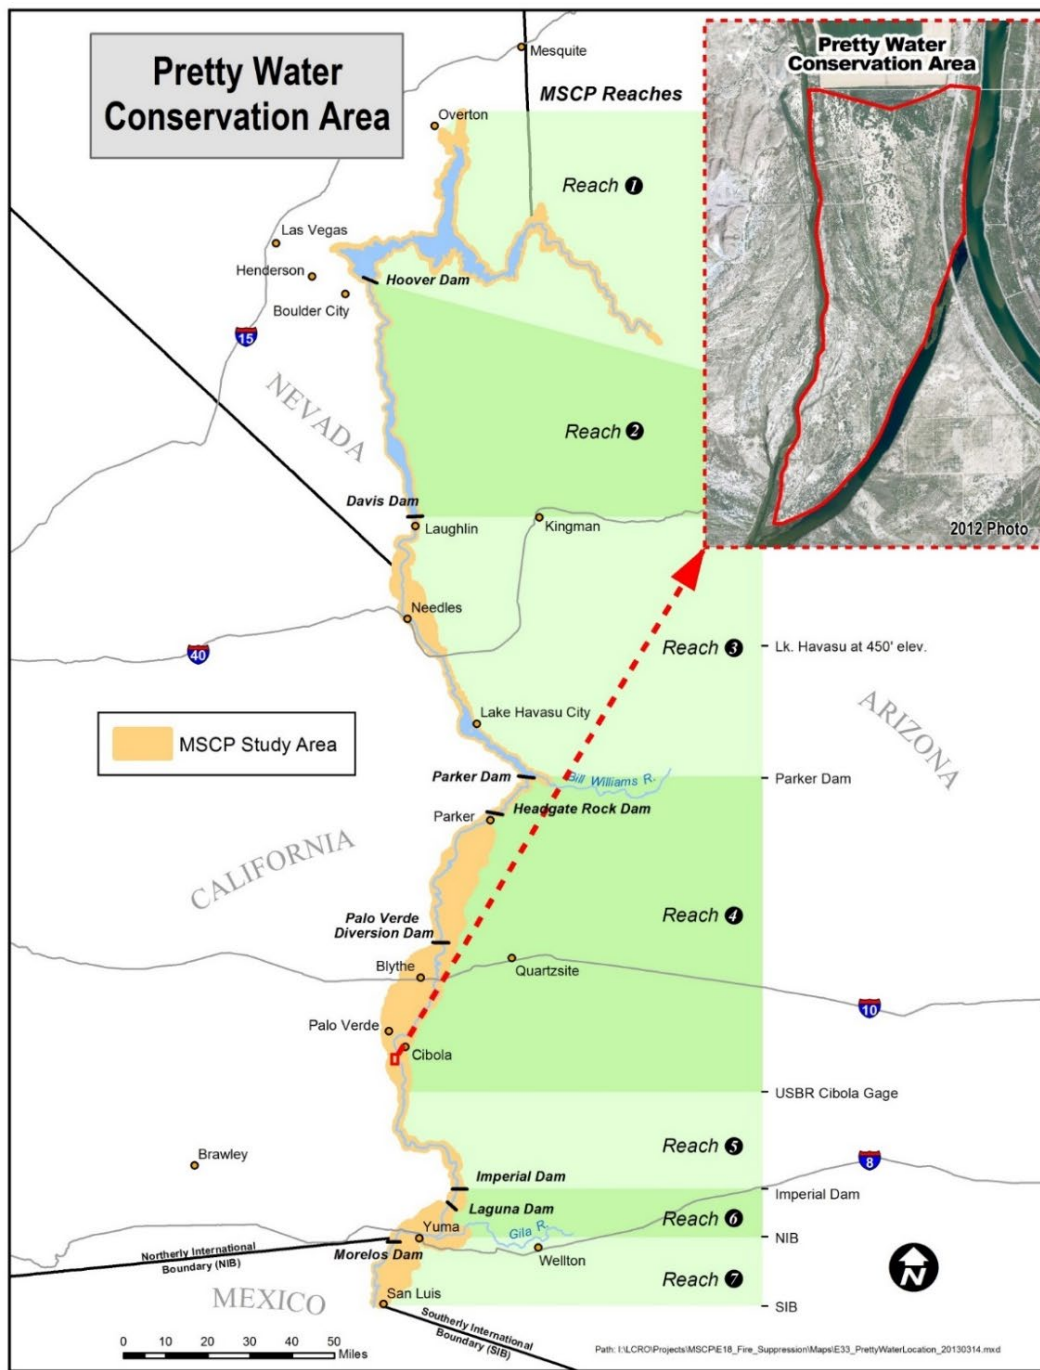 Pretty Water
Conservation Area
Mesquite
MSCP Reaches
Overton
Reach 1
Las Vegas
Henderson
Hoover Dam
Boulder City
15
NEVADA
Reach 2
Davis Dam
Laughlin
Kingman
Pretty Water
Conservation Area
2012 Photo
Needles
40
Reach 3
Lk. Havasu at 450' elev.
ARIZONA
Lake Havasu City
MSCP Study Area
Parker Dam
Bill Williams R.
Parker Dam
Headgate Rock Dam
Parker
CALIFORNIA
Reach 4
Palo Verde
Diversion Dam
Blythe
Quartzsite
10
Palo Verde
Cibola
USBR Cibola Gage
Reach 5
Brawley
8
Imperial Dam
Imperial Dam
Laguna Dam
Reach 6
Yuma
Gila R.
NIB
Morelos Dam
Wellton
Northerly International
Boundary (NIB)
Reach 7
N
MEXICO
San Luis
SIB
Southerly International
Boundary (SIB)
0 10 20 30 40 50
Miles
Path: I:\LCRO\Projects\MSCP\E18_Fire_Suppression\Maps\E33_PrettyWaterLocation_20130314.mxd